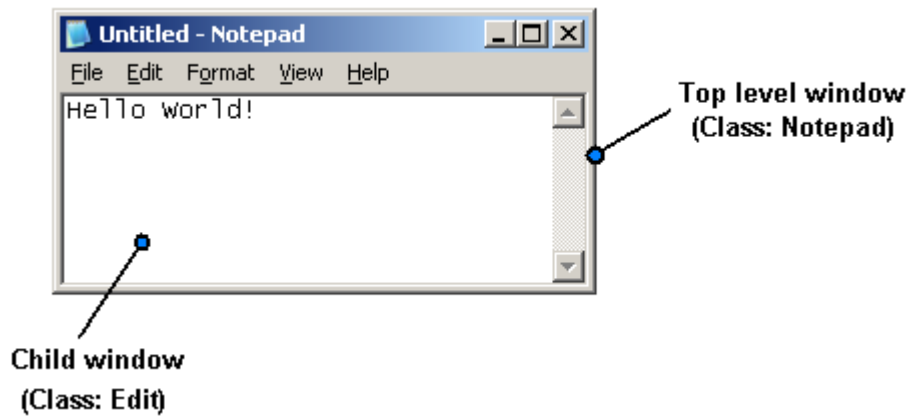 Untitled - Notepad
File Edit Format View Help
Hello World!
Top level window
(Class: Notepad)
Child window
(Class: Edit)